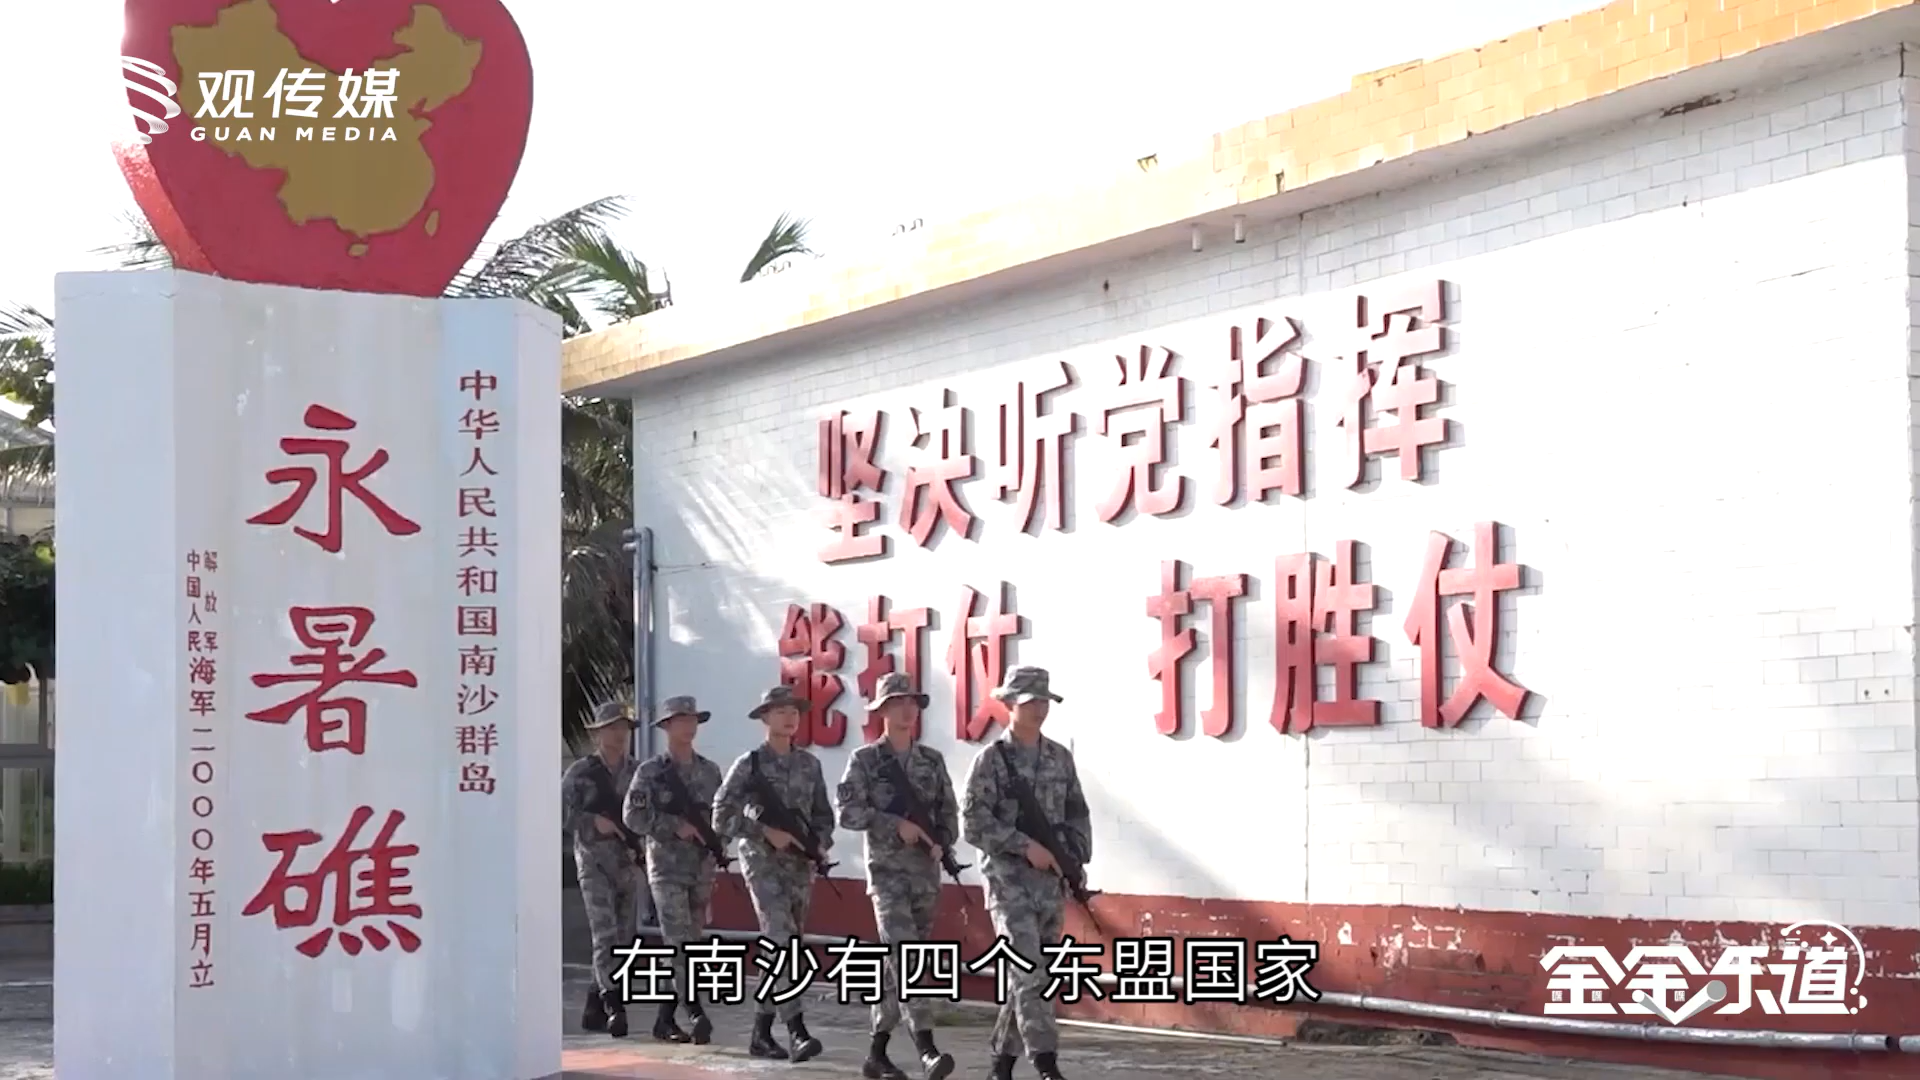 观传媒
GUAN MEDIA
中华人民共和国南沙群岛
永暑礁
中国人民
解放军
海军二〇〇〇年五月立
坚决听党指挥
能打仗 打胜仗
在南沙有四个东盟国家
金金乐道